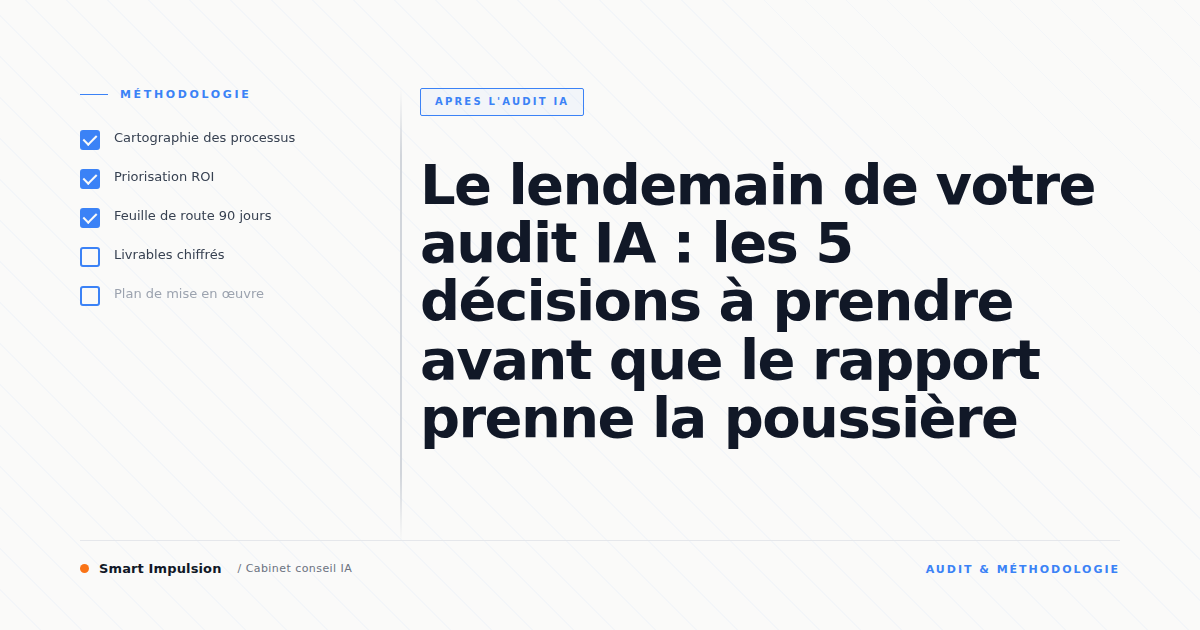 MÉTHODOLOGIE
Cartographie des processus
Priorisation ROI
Feuille de route 90 jours
Livrables chiffrés
Plan de mise en œuvre
APRES L'AUDIT IA
Le lendemain de votre
audit IA : les 5
décisions à prendre
avant que le rapport
prenne la poussière
Smart Impulsion / Cabinet conseil IA
AUDIT & MÉTHODOLOGIE